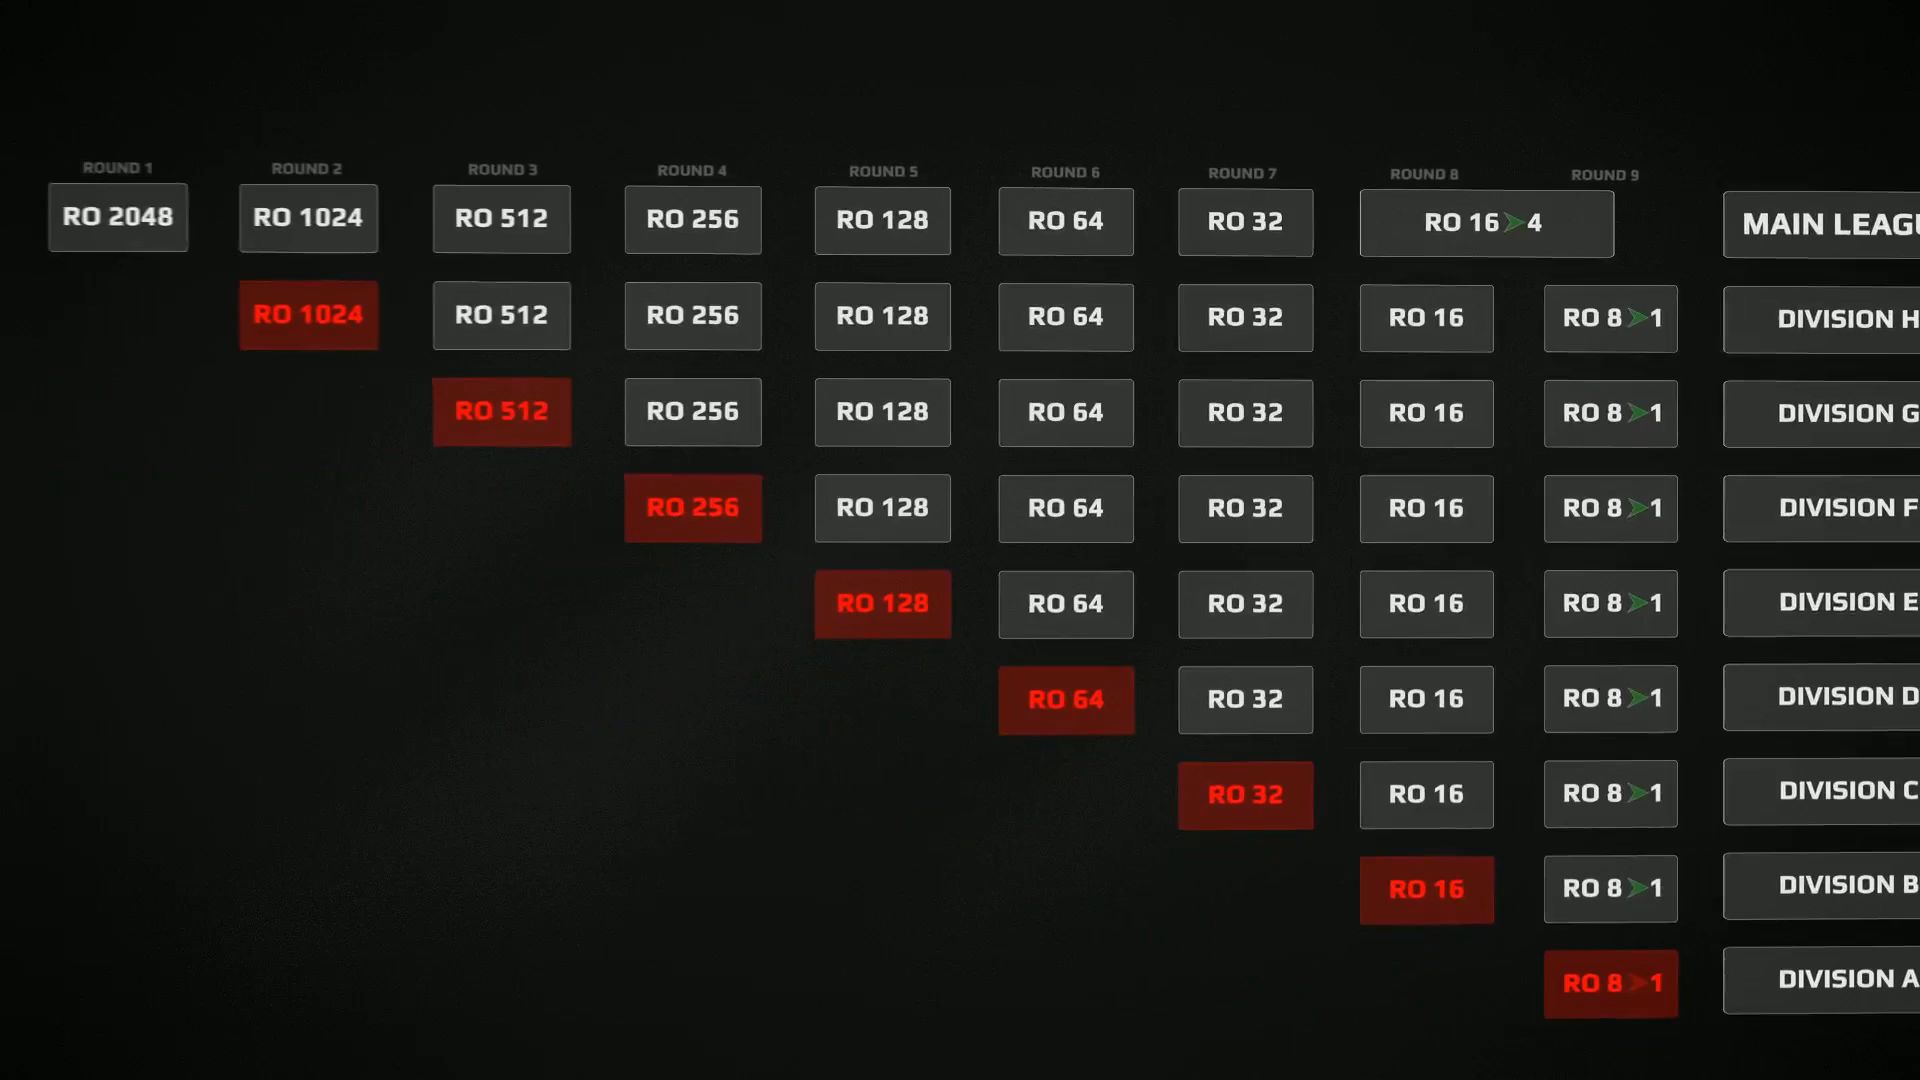 ROUND 1 ROUND 2 ROUND 3 ROUND 4 ROUND 5 ROUND 6 ROUND 7 ROUND 8 ROUND 9
RO 2048 RO 1024 RO 512 RO 256 RO 128 RO 64 RO 32 RO 16 4 MAIN LEAGU
RO 1024 RO 512 RO 256 RO 128 RO 64 RO 32 RO 16 RO 8 1 DIVISION H
RO 512 RO 256 RO 128 RO 64 RO 32 RO 16 RO 8 1 DIVISION G
RO 256 RO 128 RO 64 RO 32 RO 16 RO 8 1 DIVISION F
RO 128 RO 64 RO 32 RO 16 RO 8 1 DIVISION E
RO 64 RO 32 RO 16 RO 8 1 DIVISION D
RO 32 RO 16 RO 8 1 DIVISION C
RO 16 RO 8 1 DIVISION B
RO 8 1 DIVISION A